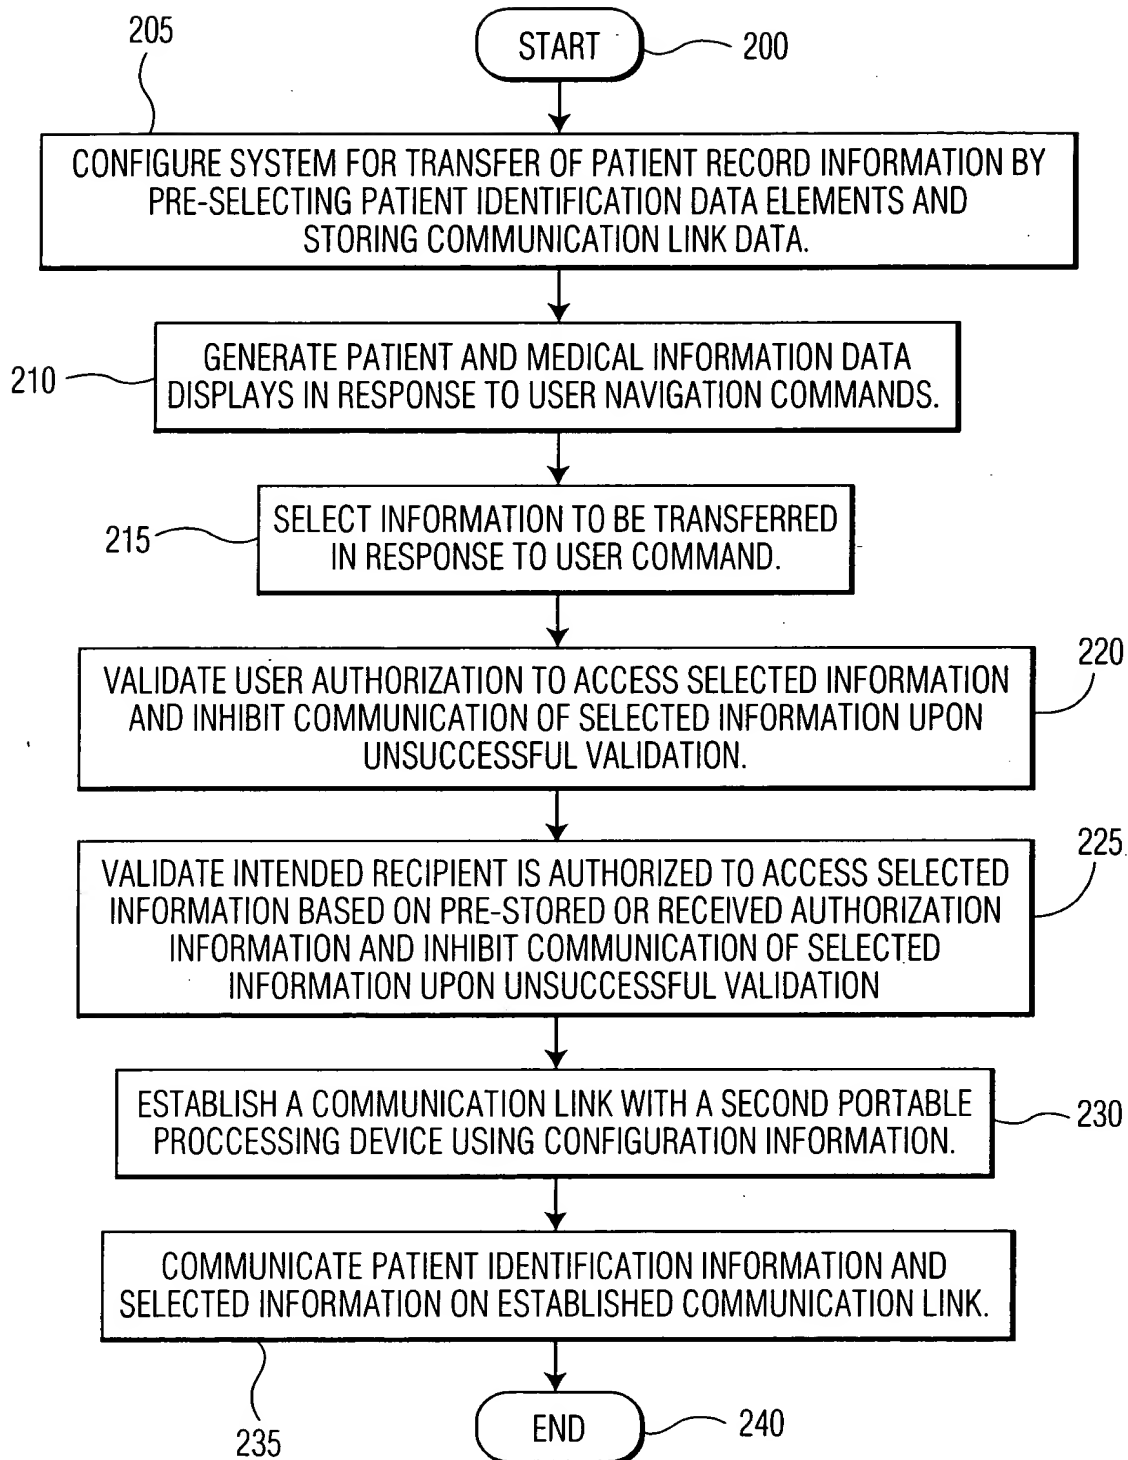 205
START
200
CONFIGURE SYSTEM FOR TRANSFER OF PATIENT RECORD INFORMATION BY
PRE-SELECTING PATIENT IDENTIFICATION DATA ELEMENTS AND
STORING COMMUNICATION LINK DATA.
210
GENERATE PATIENT AND MEDICAL INFORMATION DATA
DISPLAYS IN RESPONSE TO USER NAVIGATION COMMANDS.
215
SELECT INFORMATION TO BE TRANSFERRED
IN RESPONSE TO USER COMMAND.
220
VALIDATE USER AUTHORIZATION TO ACCESS SELECTED INFORMATION
AND INHIBIT COMMUNICATION OF SELECTED INFORMATION UPON
UNSUCCESSFUL VALIDATION.
225
VALIDATE INTENDED RECIPIENT IS AUTHORIZED TO ACCESS SELECTED
INFORMATION BASED ON PRE-STORED OR RECEIVED AUTHORIZATION
INFORMATION AND INHIBIT COMMUNICATION OF SELECTED
INFORMATION UPON UNSUCCESSFUL VALIDATION
ESTABLISH A COMMUNICATION LINK WITH A SECOND PORTABLE
PROCCESSING DEVICE USING CONFIGURATION INFORMATION.
230
COMMUNICATE PATIENT IDENTIFICATION INFORMATION AND
SELECTED INFORMATION ON ESTABLISHED COMMUNICATION LINK.
235
END
240